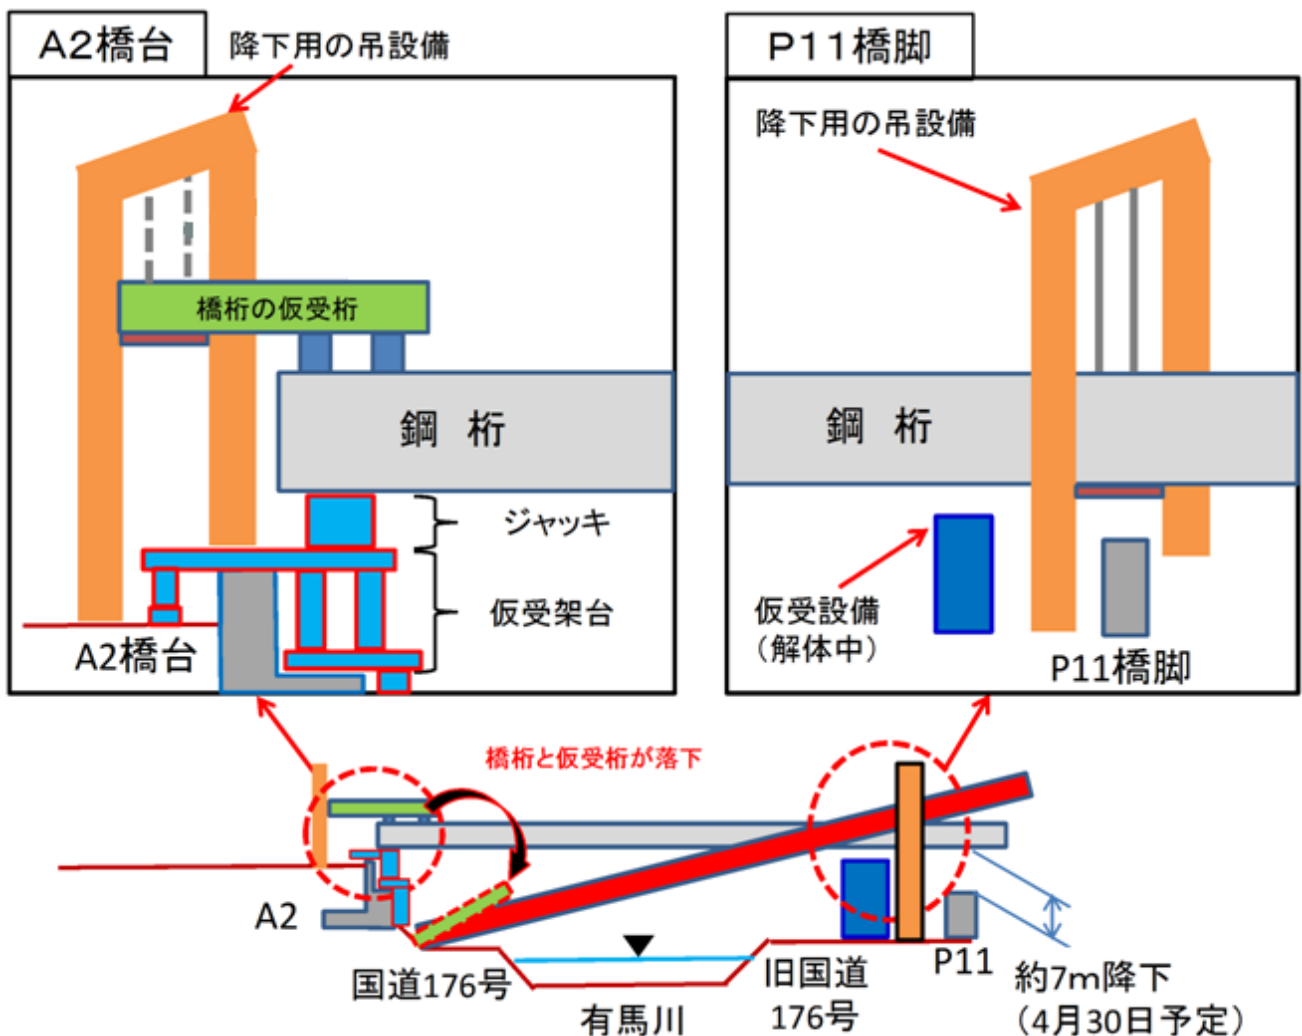 A2橋台
降下用の吊設備
橋桁の仮受桁
鋼 桁
ジャッキ
仮受架台
A2橋台
P11橋脚
降下用の吊設備
鋼 桁
仮受設備
(解体中)
P11橋脚
橋桁と仮受桁が落下
A2
国道176号
有馬川
旧国道
176号
P11
約7m降下
(4月30日予定)